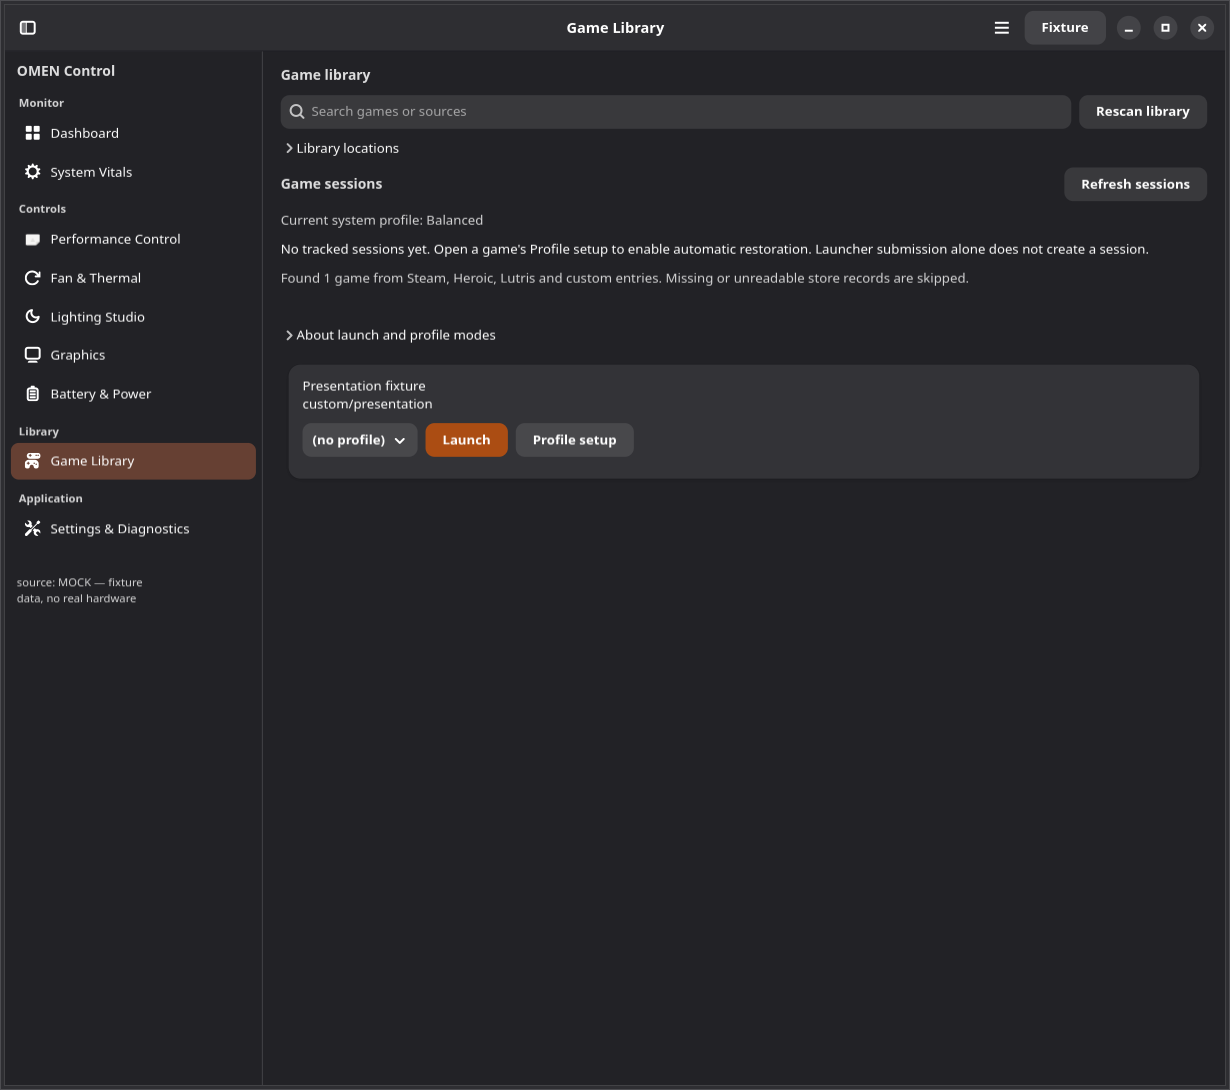 Game Library
Fixture
OMEN Control
Monitor
Dashboard
System Vitals
Controls
Performance Control
Fan & Thermal
Lighting Studio
Graphics
Battery & Power
Library
Game Library
Application
Settings & Diagnostics
source: MOCK — fixture
data, no real hardware
Game library
Search games or sources
Rescan library
Library locations
Game sessions
Refresh sessions
Current system profile: Balanced
No tracked sessions yet. Open a game's Profile setup to enable automatic restoration. Launcher submission alone does not create a session.
Found 1 game from Steam, Heroic, Lutris and custom entries. Missing or unreadable store records are skipped.
About launch and profile modes
Presentation fixture
custom/presentation
(no profile)
Launch
Profile setup